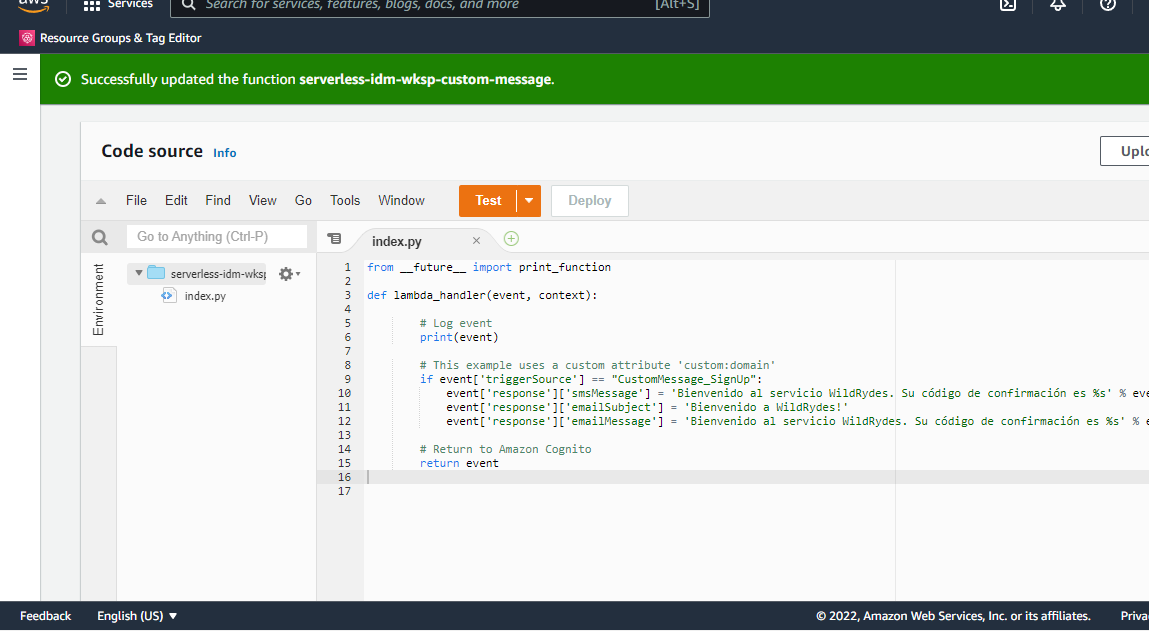 aws
Services
Search for services, features, blogs, docs, and more
[Alt+S]
Resource Groups & Tag Editor
Successfully updated the function serverless-idm-wksp-custom-message.
Code source Info
File Edit Find View Go Tools Window Test Deploy
Go to Anything (Ctrl-P)
index.py
Environment
serverless-idm-wksp
index.py
1 from __future__ import print_function
2
3 def lambda_handler(event, context):
4
5 # Log event
6 print(event)
7
8 # This example uses a custom attribute 'custom:domain'
9 if event['triggerSource'] == "CustomMessage_SignUp":
10 event['response']['smsMessage'] = 'Bienvenido al servicio WildRydes. Su código de confirmación es %s' %
11 event['response']['emailSubject'] = 'Bienvenido a WildRydes!'
12 event['response']['emailMessage'] = 'Bienvenido al servicio WildRydes. Su código de confirmación es %s' %
13
14 # Return to Amazon Cognito
15 return event
16
17
Feedback English (US) © 2022, Amazon Web Services, Inc. or its affiliates.